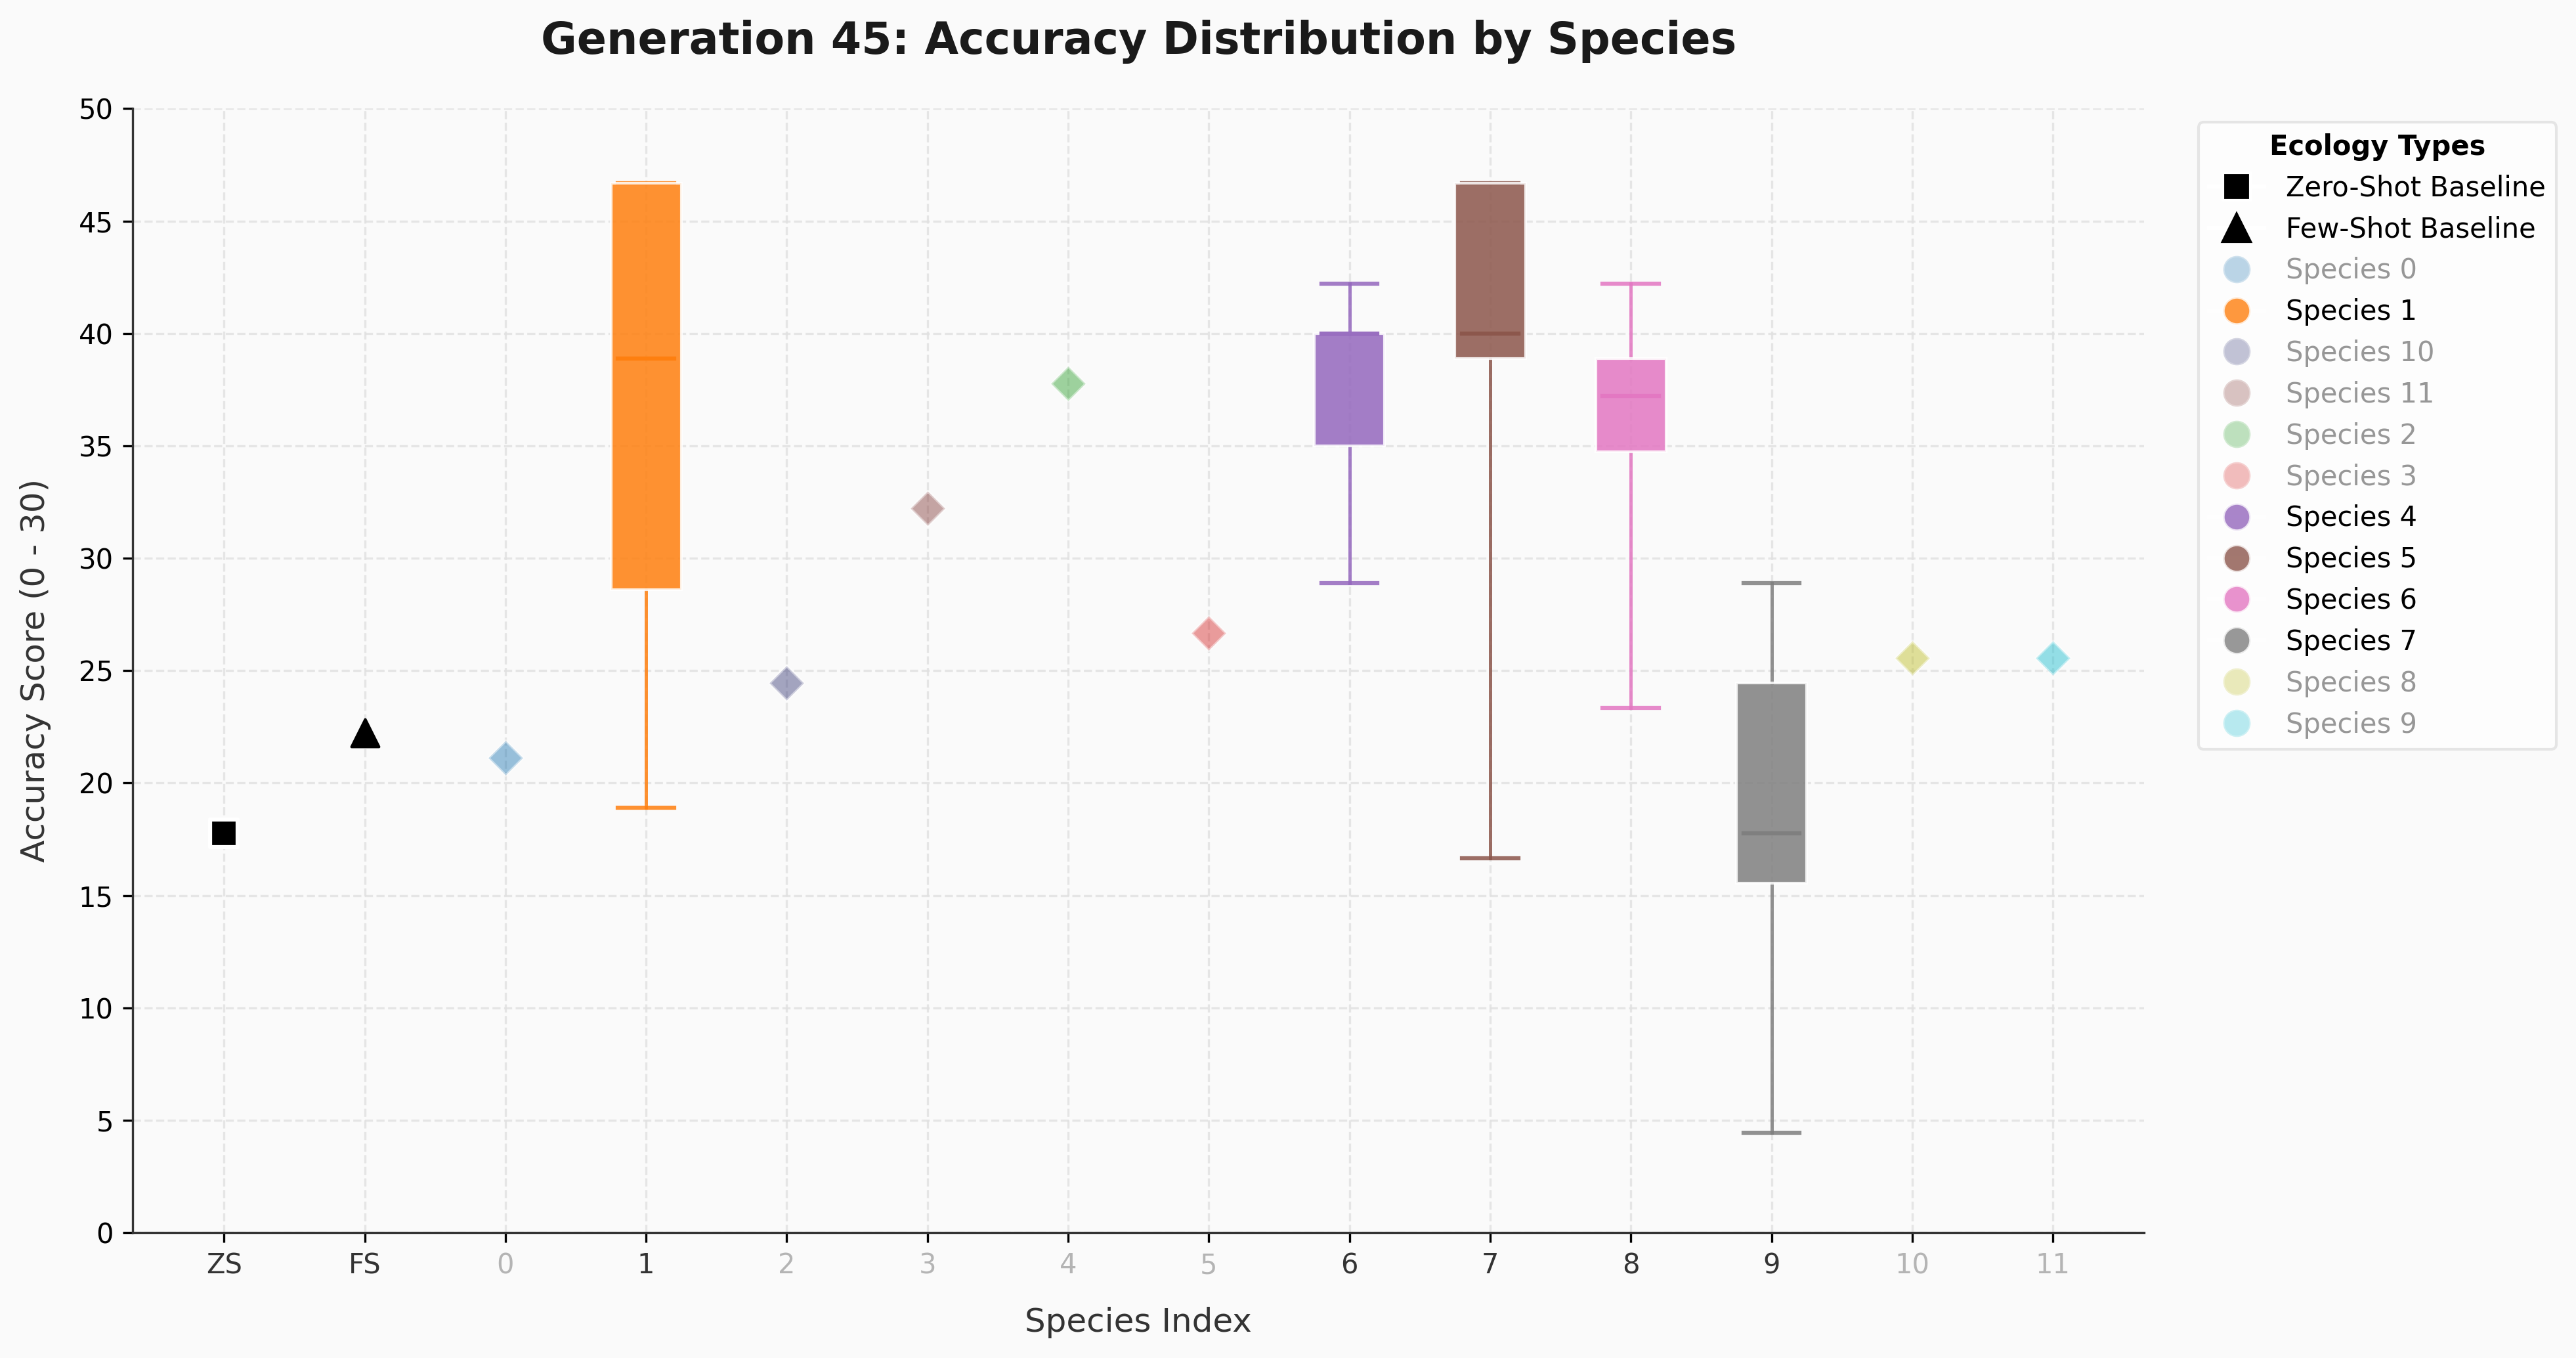 Generation 45: Accuracy Distribution by Species
50
45
40
35
30
25
20
15
10
5
0
Accuracy Score (0 - 30)
ZS FS 0 1 2 3 4 5 6 7 8 9 10 11
Species Index
Ecology Types
Zero-Shot Baseline
Few-Shot Baseline
Species 0
Species 1
Species 10
Species 11
Species 2
Species 3
Species 4
Species 5
Species 6
Species 7
Species 8
Species 9